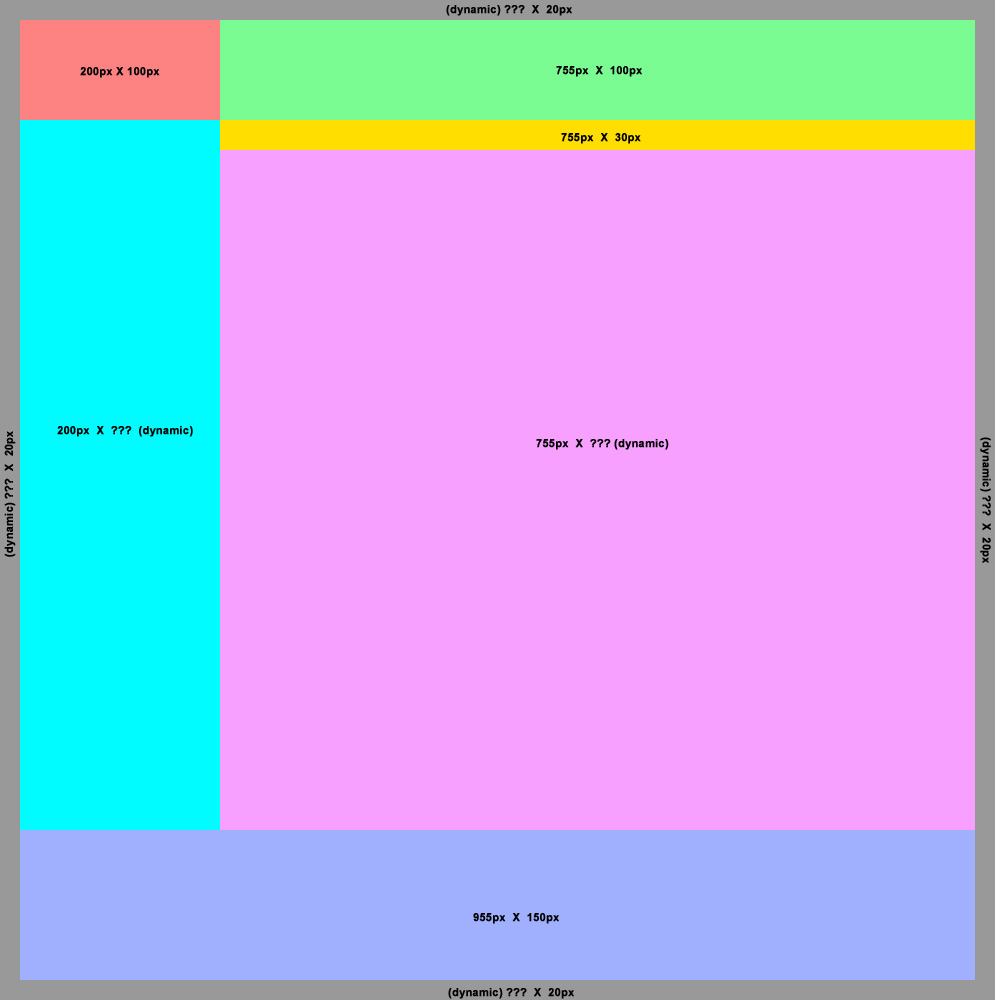 (dynamic) ??? X 20px
200px X 100px
755px X 100px
755px X 30px
200px X ??? (dynamic)
755px X ??? (dynamic)
(dynamic) ??? X 20px
(dynamic) ??? X 20px
955px X 150px
(dynamic) ??? X 20px